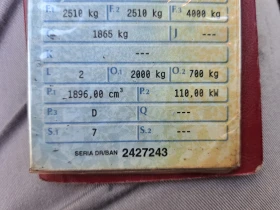 F.1 2510 kg F.2 2510 kg F.3 4000 kg
G 1865 kg J ---
K ---
L 2 O.1 2000 kg O.2 700 kg
P.1 _1896,00 cm³ P.2 110,00 kW
P.3 D Q ---
S.1 7 S.2 ---
SERIA DR/BAN 2427243